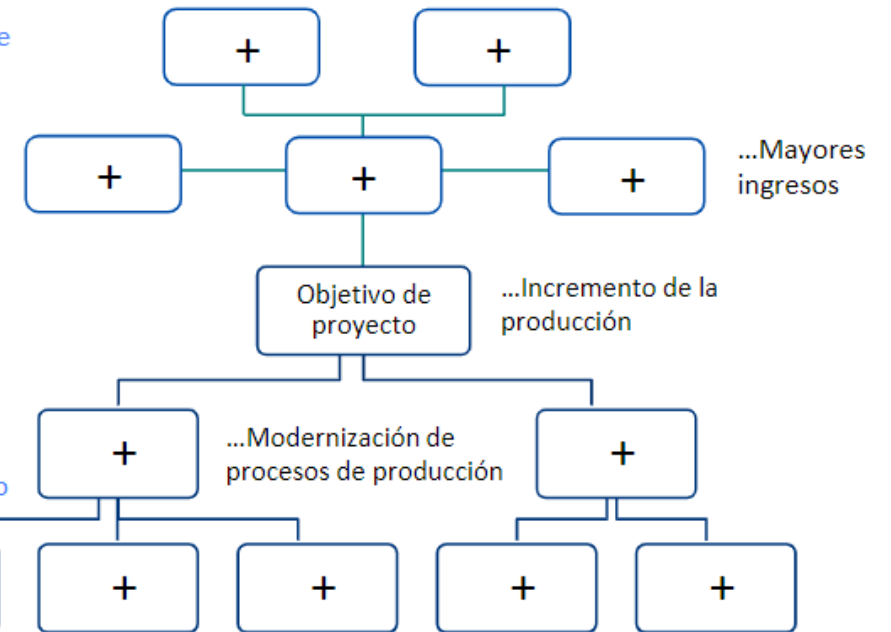 e
+ +
+ + +
...Mayores
ingresos
Objetivo de
proyecto
...Incremento de la
producción
+ +
...Modernización de
procesos de producción
o
+ + + +